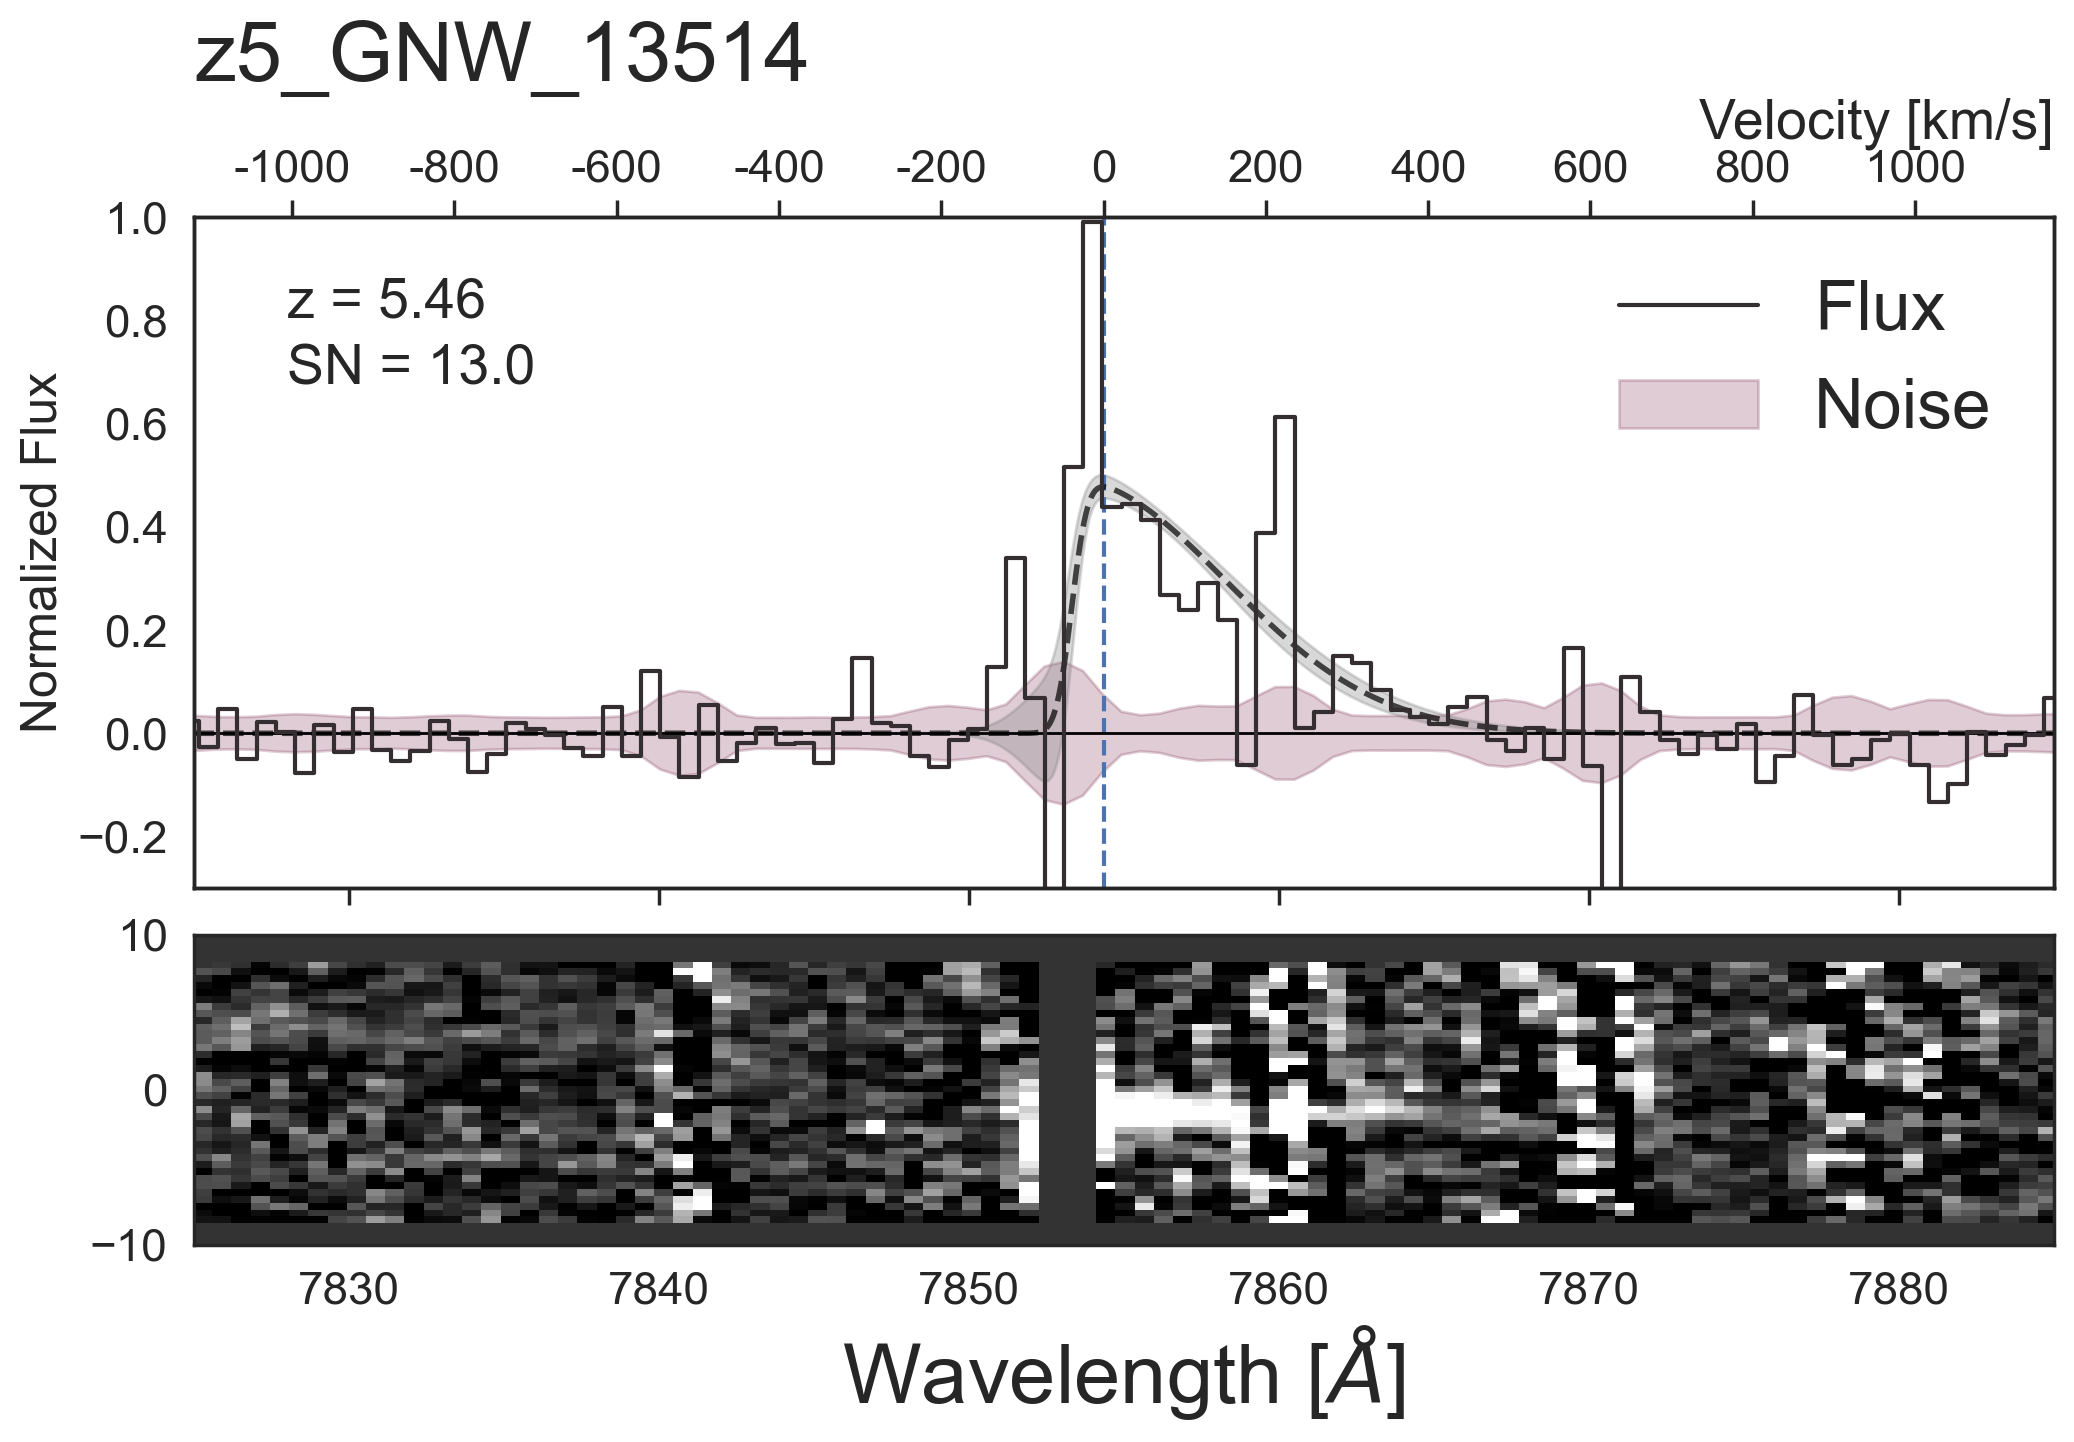 z5_GNW_13514
Velocity [km/s]
-1000 -800 -600 -400 -200 0 200 400 600 800 1000
1.0
0.8
0.6
0.4
0.2
0.0
−0.2
Normalized Flux
z = 5.46
SN = 13.0
Flux
Noise
10
0
−10
7830 7840 7850 7860 7870 7880
Wavelength [Å]